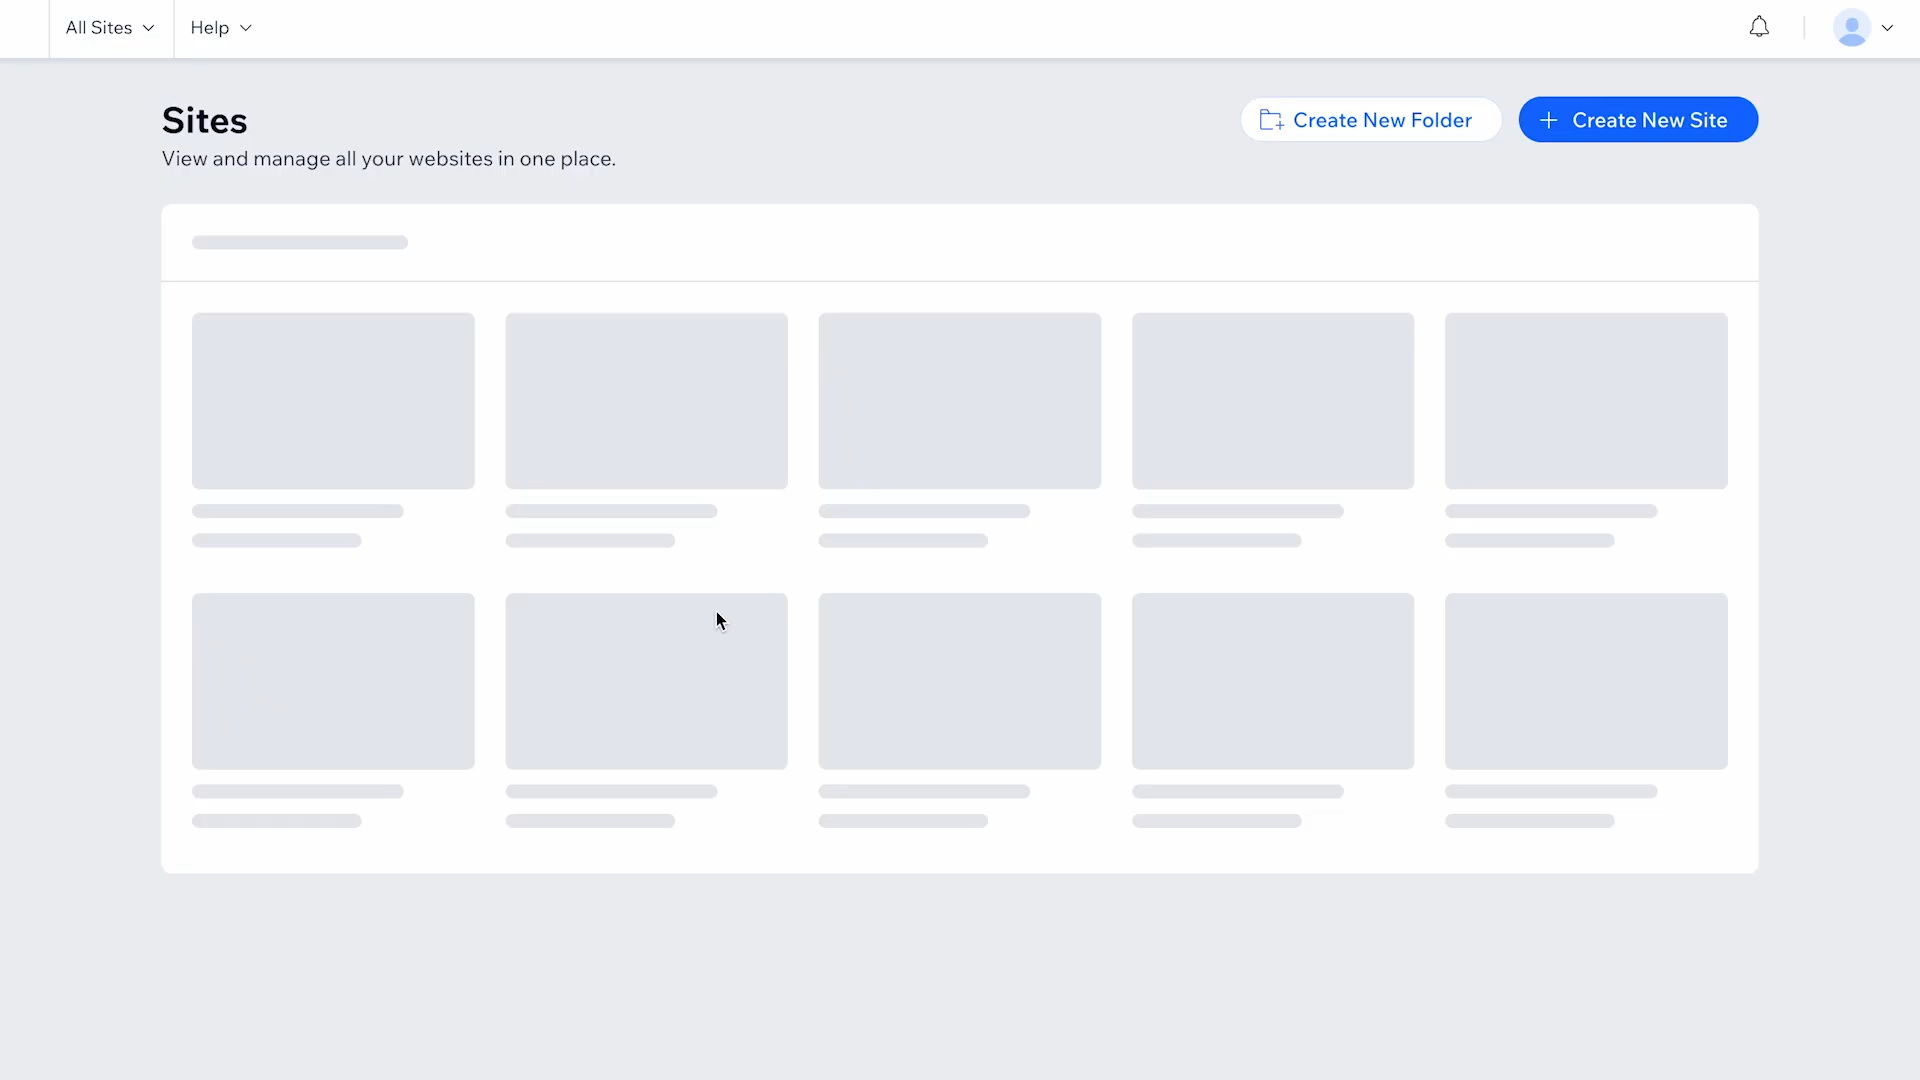 All Sites
Help
Sites
Create New Folder
Create New Site
View and manage all your websites in one place.